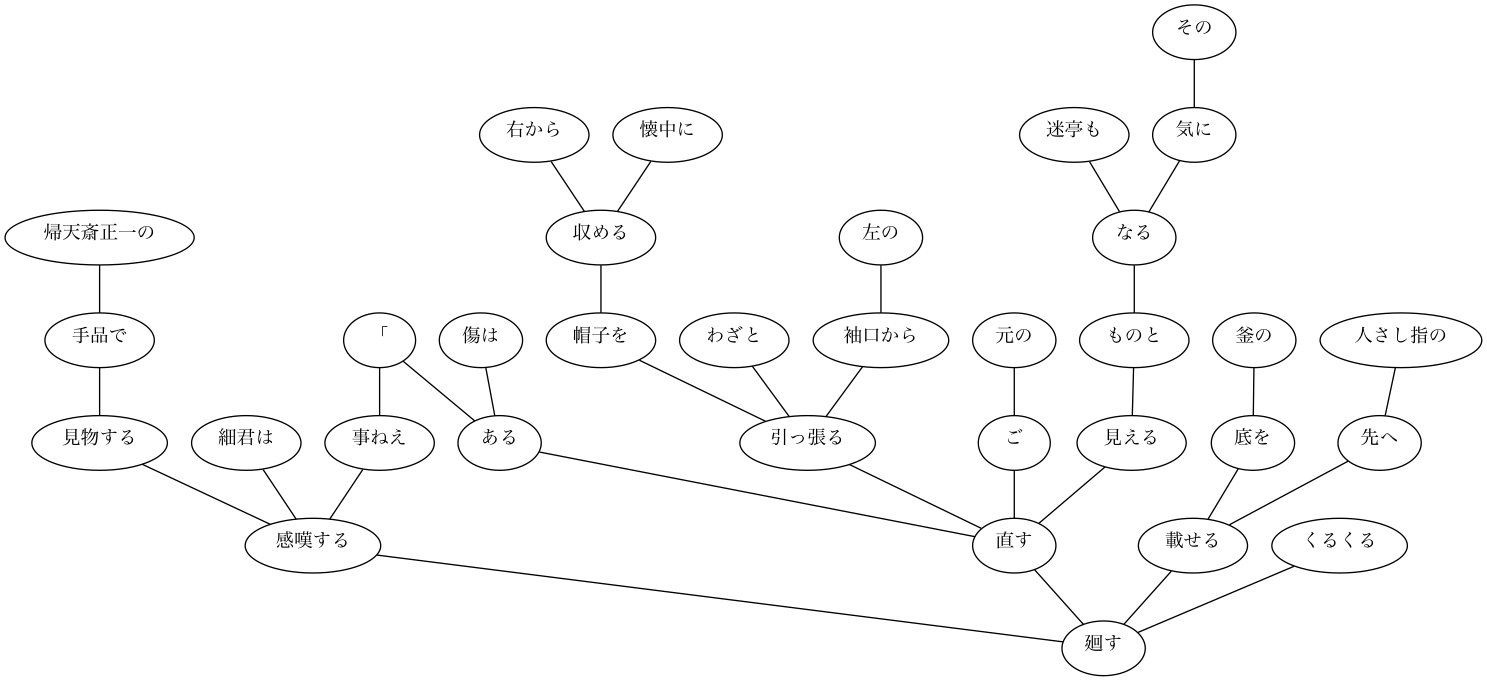 その
右から
懐中に
迷亭も
気に
帰天斎正一の
収める
左の
なる
手品で
「
傷は
帽子を
わざと
袖口から
元の
ものと
釜の
人さし指の
見物する
細君は
事ねえ
ある
引っ張る
ご
見える
底を
先へ
感嘆する
直す
載せる
くるくる
廻す